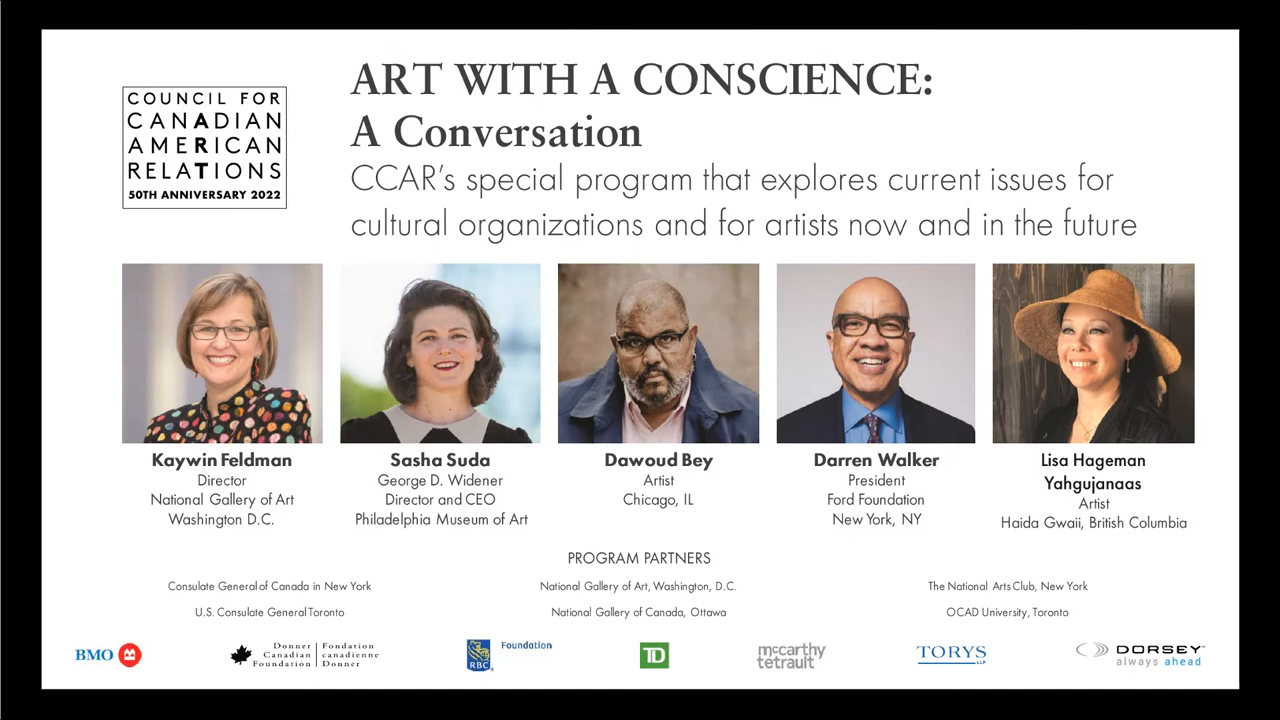 COUNCIL FOR
CANADIAN
AMERICAN
RELATIONS
50TH ANNIVERSARY 2022
ART WITH A CONSCIENCE:
A Conversation
CCAR's special program that explores current issues for
cultural organizations and for artists now and in the future
Kaywin Feldman
Director
National Gallery of Art
Washington D.C.
Sasha Suda
George D. Widener
Director and CEO
Philadelphia Museum of Art
Dawoud Bey
Artist
Chicago, IL
Darren Walker
President
Ford Foundation
New York, NY
Lisa Hageman
Yahgujanaas
Artist
Haida Gwaii, British Columbia
PROGRAM PARTNERS
Consulate General of Canada in New York
National Gallery of Art, Washington, D.C.
The National Arts Club, New York
U.S. Consulate General Toronto
National Gallery of Canada, Ottawa
OCAD University, Toronto
BMO
Donner
Canadian
Foundation
Fondation
canadienne
Donner
RBC
Foundation
TD
mccarthy
tetrault
TORYS
LLP
DORSEY
always ahead